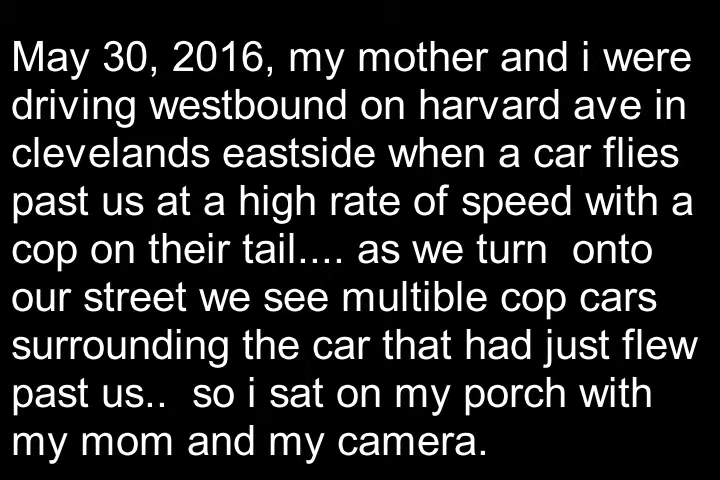 May 30, 2016, my mother and i were
driving westbound on harvard ave in
clevelands eastside when a car flies
past us at a high rate of speed with a
cop on their tail.... as we turn  onto
our street we see multible cop cars
surrounding the car that had just flew
past us..  so i sat on my porch with
my mom and my camera.